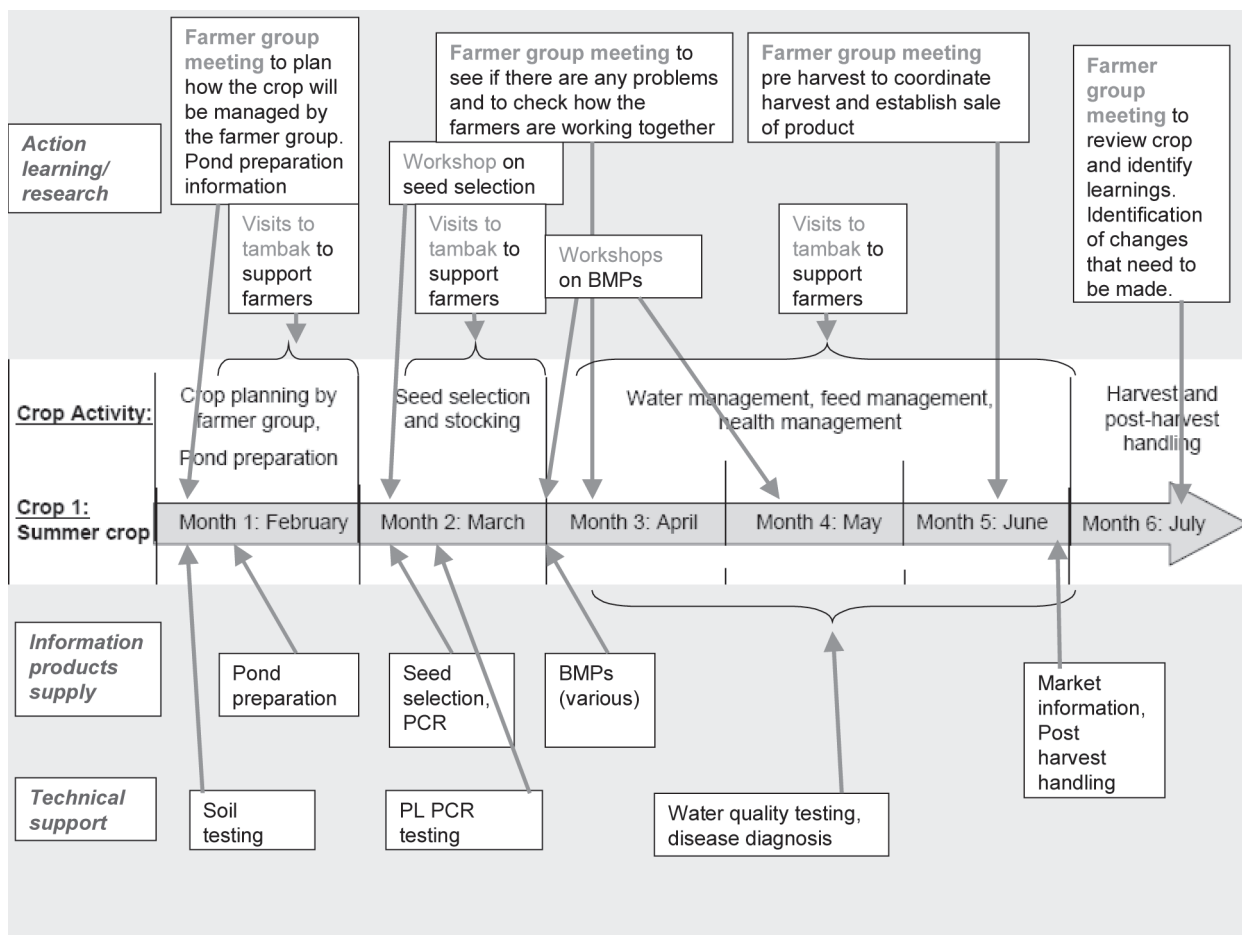 Farmer group
meeting to plan
how the crop will
be managed by
the farmer group.
Pond preparation
information
Farmer group meeting to
see if there are any problems
and to check how the
farmers are working together
Farmer group meeting
pre harvest to coordinate
harvest and establish sale
of product
Farmer
group
meeting to
review crop
and identify
learnings.
Identification
of changes
that need to
be made.
Action
learning/
research
Workshop on
seed selection
Visits to
tambak to
support
farmers
Visits to
tambak to
support
farmers
Workshops
on BMPs
Visits to
tambak to
support
farmers
Crop Activity:
Crop planning by
farmer group,
Pond preparation
Seed selection
and stocking
Water management, feed management,
health management
Harvest and
post-harvest
handling
Crop 1:
Summer crop
Month 1: February
Month 2: March
Month 3: April
Month 4: May
Month 5: June
Month 6: July
Information
products
supply
Pond
preparation
Seed
selection,
PCR
BMPs
(various)
Market
information,
Post
harvest
handling
Technical
support
Soil
testing
PL PCR
testing
Water quality testing,
disease diagnosis